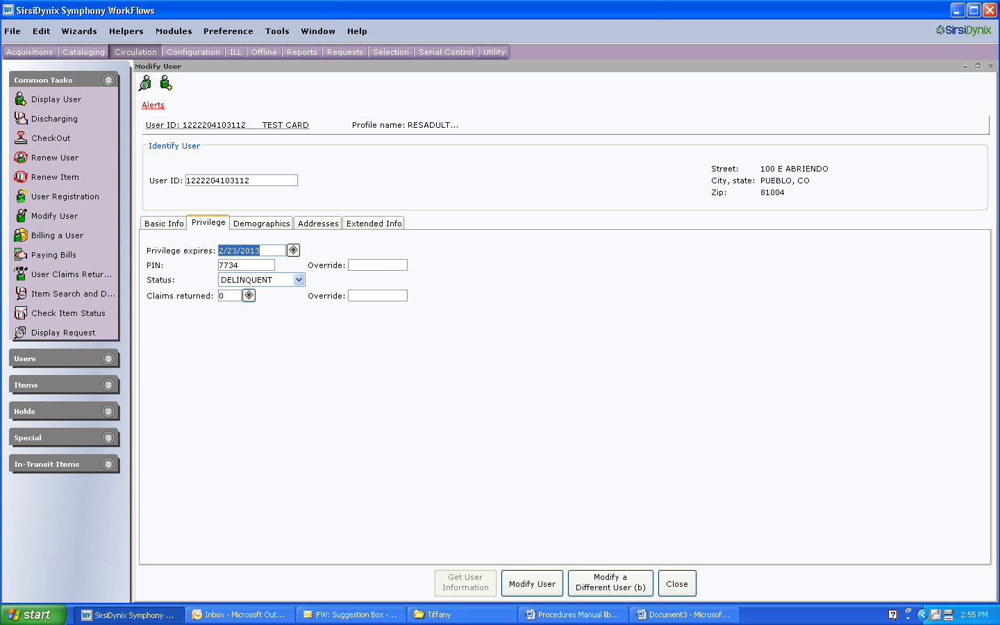 WF SirsiDynix Symphony WorkFlows
File Edit Wizards Helpers Modules Preference Tools Window Help
SirsiDynix
Acquisitions Cataloging Circulation Configuration ILL Offline Reports Requests Selection Serial Control Utility
Common Tasks
Display User
Discharging
CheckOut
Renew User
Renew Item
User Registration
Modify User
Billing a User
Paying Bills
User Claims Retur...
Item Search and D...
Check Item Status
Display Request
Users
Items
Holds
Special
In-Transit Items
Modify User
Alerts
User ID: 1222204103112 TEST CARD Profile name: RESADULT...
Identify User
User ID: 1222204103112
Street: 100 E ABRIENDO
City, state: PUEBLO, CO
Zip: 81004
Basic Info Privilege Demographics Addresses Extended Info
Privilege expires: 2/23/2013
PIN: 7734 Override:
Status: DELINQUENT
Claims returned: 0 Override:
Get User
Information
Modify User
Modify a
Different User (b)
Close
start WF SirsiDynix Symphony ... Inbox - Microsoft Out... FW: Suggestion Box -... Tiffany Procedures Manual lib... Document3 - Microsof... 2:55 PM